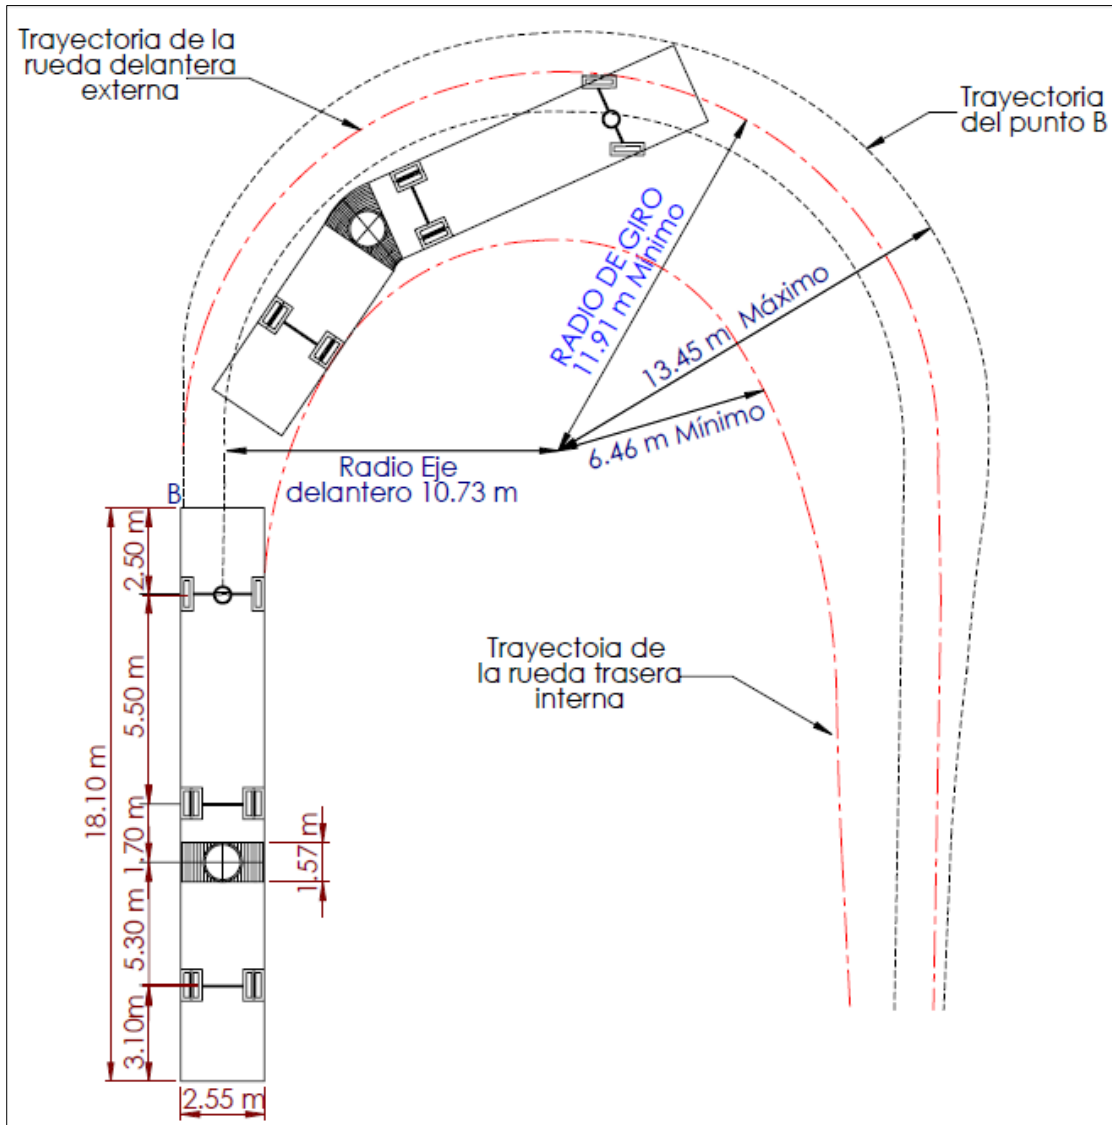 Trayectoria de la
rueda delantera
externa
Trayectoria
del punto B
RADIO DE GIRO
11.91 m Mínimo
13.45 m Máximo
6.46 m Mínimo
Radio Eje
delantero 10.73 m
B
2.50 m
5.50 m
18.10 m
1.70 m
1.57 m
5.30 m
3.10m
2.55 m
Trayectoia de
la rueda trasera
interna